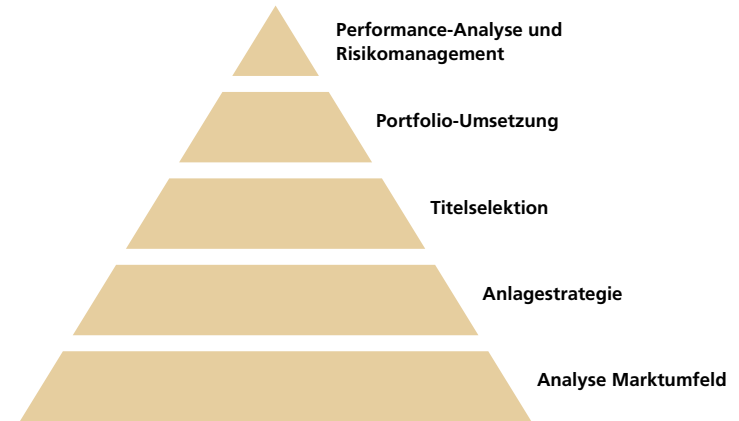 Performance-Analyse und
Risikomanagement
Portfolio-Umsetzung
Titelselektion
Anlagestrategie
Analyse Marktumfeld